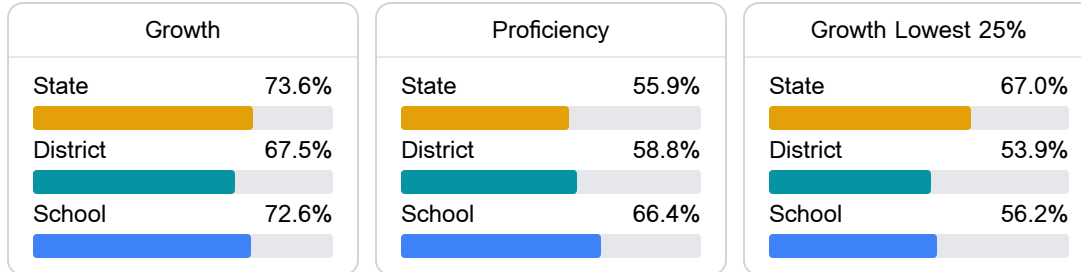 Growth
State 73.6%
District 67.5%
School 72.6%
Proficiency
State 55.9%
District 58.8%
School 66.4%
Growth Lowest 25%
State 67.0%
District 53.9%
School 56.2%